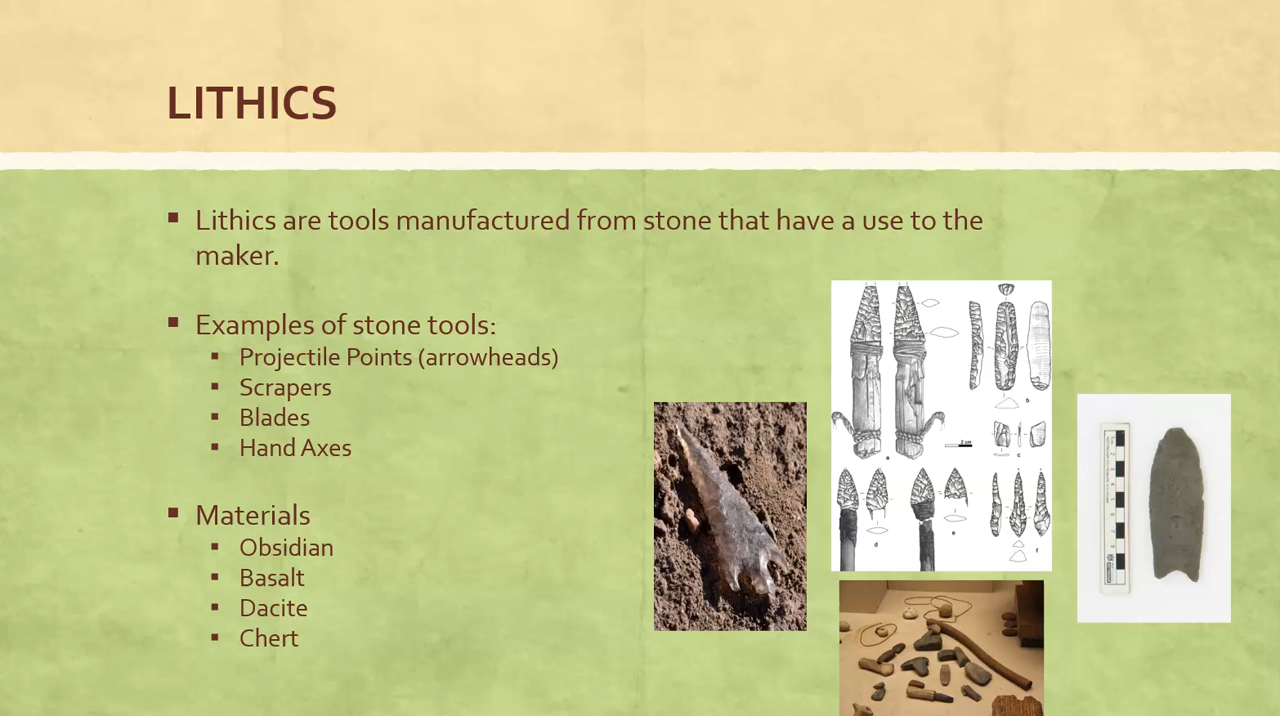 LITHICS
▪ Lithics are tools manufactured from stone that have a use to the
maker.
▪ Examples of stone tools:
▪ Projectile Points (arrowheads)
▪ Scrapers
▪ Blades
▪ Hand Axes
▪ Materials
▪ Obsidian
▪ Basalt
▪ Dacite
▪ Chert